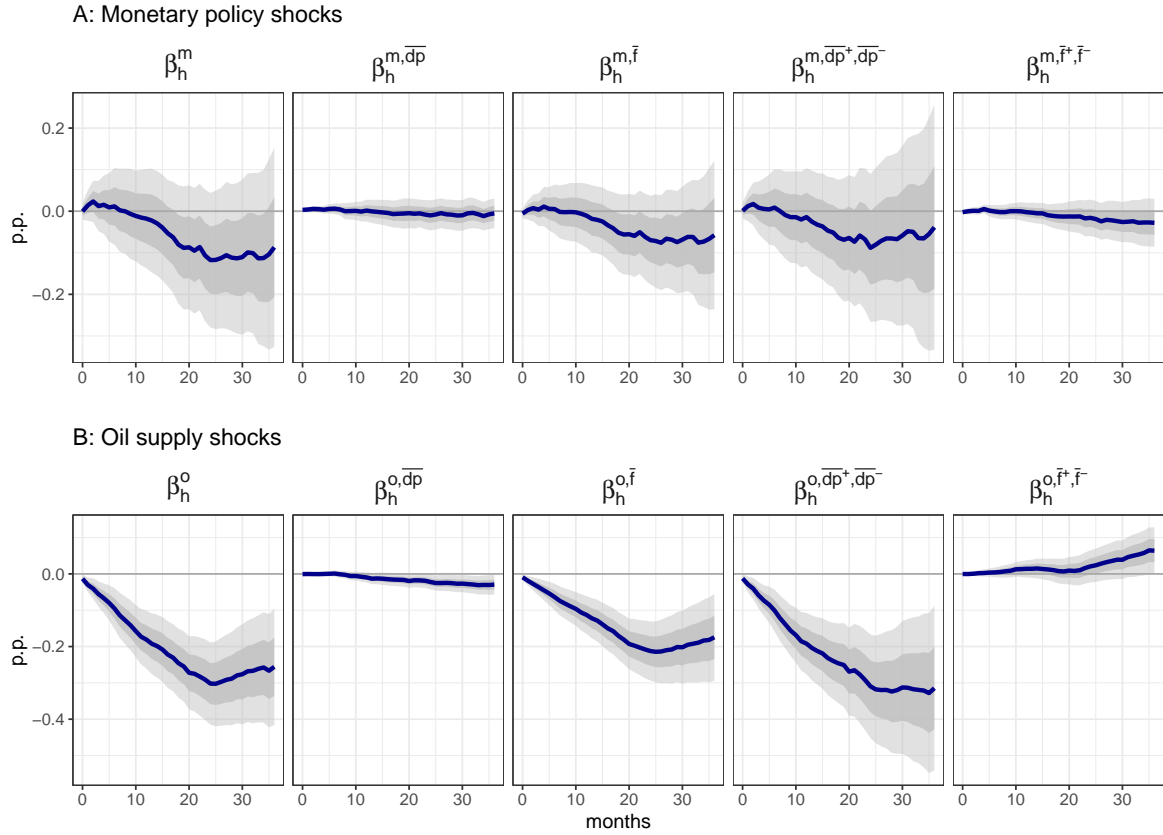 A: Monetary policy shocks
β_h^m β_h^{m,\overline{dp}} β_h^{m,\bar{f}} β_h^{m,\overline{dp}^+,\overline{dp}^-} β_h^{m,\bar{f}^+,\bar{f}^-}
0.2
0.0
−0.2
p.p.
0 10 20 30 0 10 20 30 0 10 20 30 0 10 20 30 0 10 20 30
B: Oil supply shocks
β_h^o β_h^{o,\overline{dp}} β_h^{o,\bar{f}} β_h^{o,\overline{dp}^+,\overline{dp}^-} β_h^{o,\bar{f}^+,\bar{f}^-}
0.0
−0.2
−0.4
p.p.
0 10 20 30 0 10 20 30 0 10 20 30 0 10 20 30 0 10 20 30
months